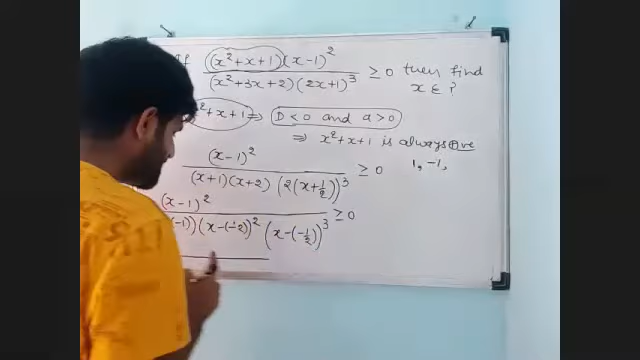 If (x²+x+1)(x-1)² / (x²+3x+2)(2x+1)³ ≥ 0 then find
x ∈ ?
x²+x+1 ⇒ D<0 and a>0
⇒ x²+x+1 is always +ve
(x-1)² / (x+1)(x+2)(2(x+½))³ ≥ 0 1, -1,
(x-1)² / (-1))(x-(-2))² (x-(-½))³ ≥ 0